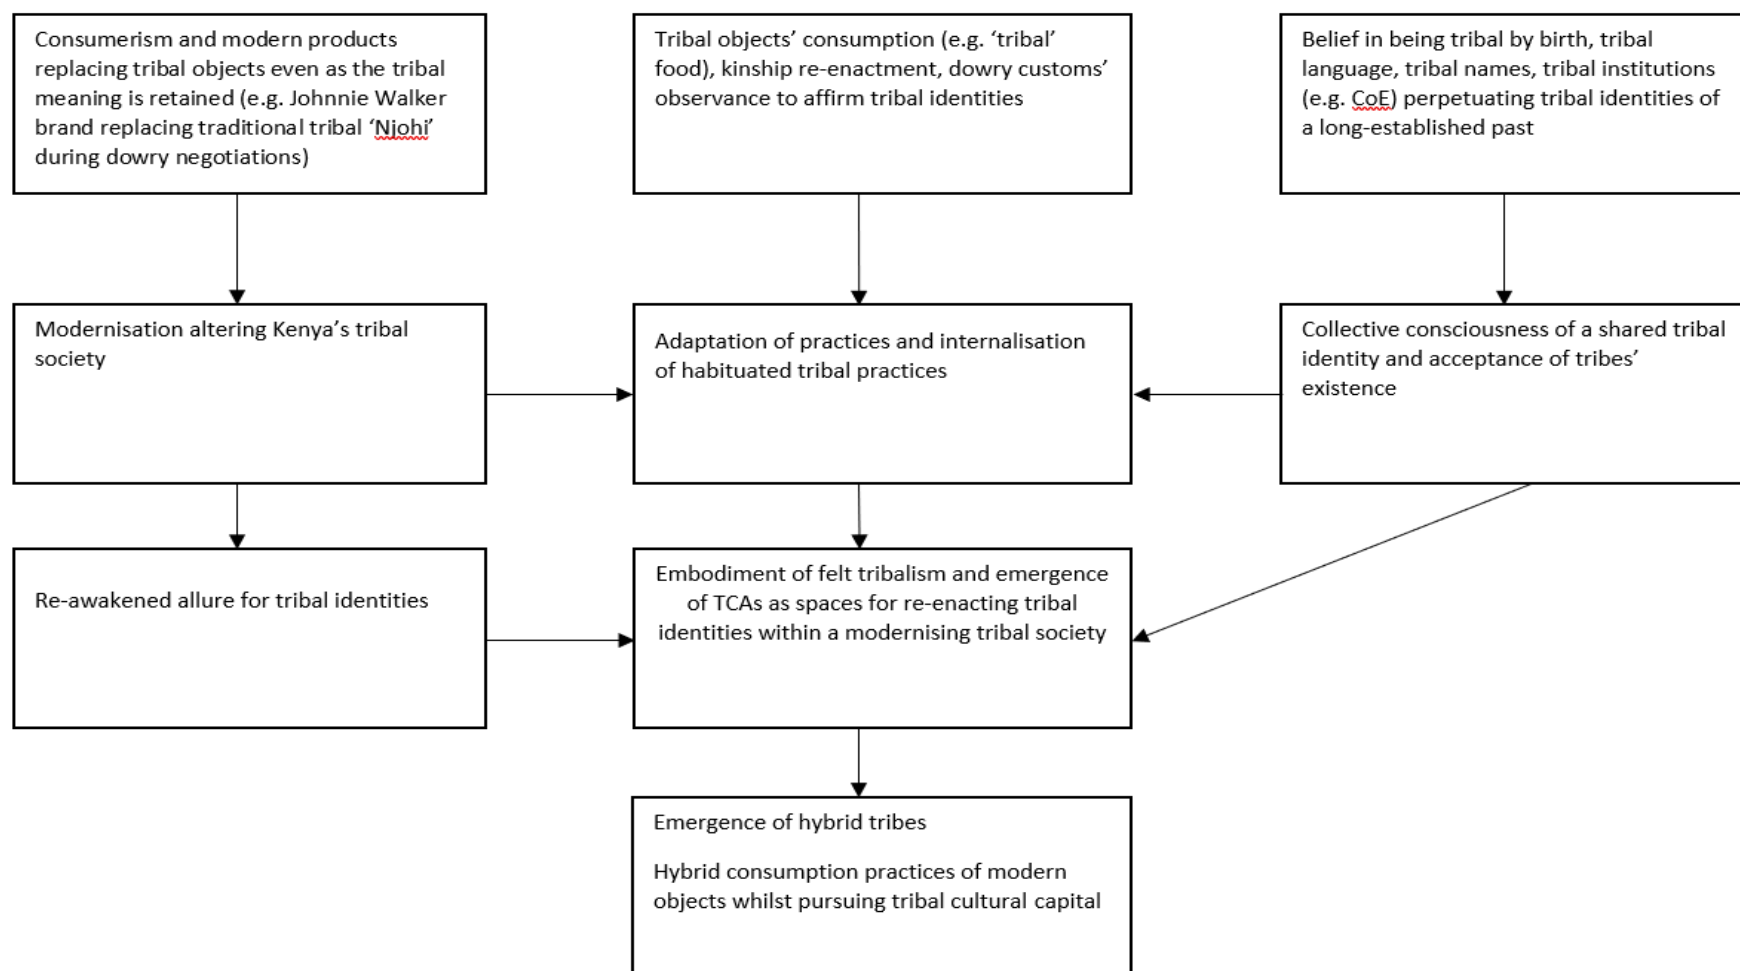 Consumerism and modern products
replacing tribal objects even as the tribal
meaning is retained (e.g. Johnnie Walker
brand replacing traditional tribal ‘Njohi’
during dowry negotiations)
Tribal objects’ consumption (e.g. ‘tribal’
food), kinship re-enactment, dowry customs’
observance to affirm tribal identities
Belief in being tribal by birth, tribal
language, tribal names, tribal institutions
(e.g. CoE) perpetuating tribal identities of
a long-established past
Modernisation altering Kenya’s tribal
society
Adaptation of practices and internalisation
of habituated tribal practices
Collective consciousness of a shared tribal
identity and acceptance of tribes’
existence
Re-awakened allure for tribal identities
Embodiment of felt tribalism and emergence
of TCAs as spaces for re-enacting tribal
identities within a modernising tribal society
Emergence of hybrid tribes
Hybrid consumption practices of modern
objects whilst pursuing tribal cultural capital